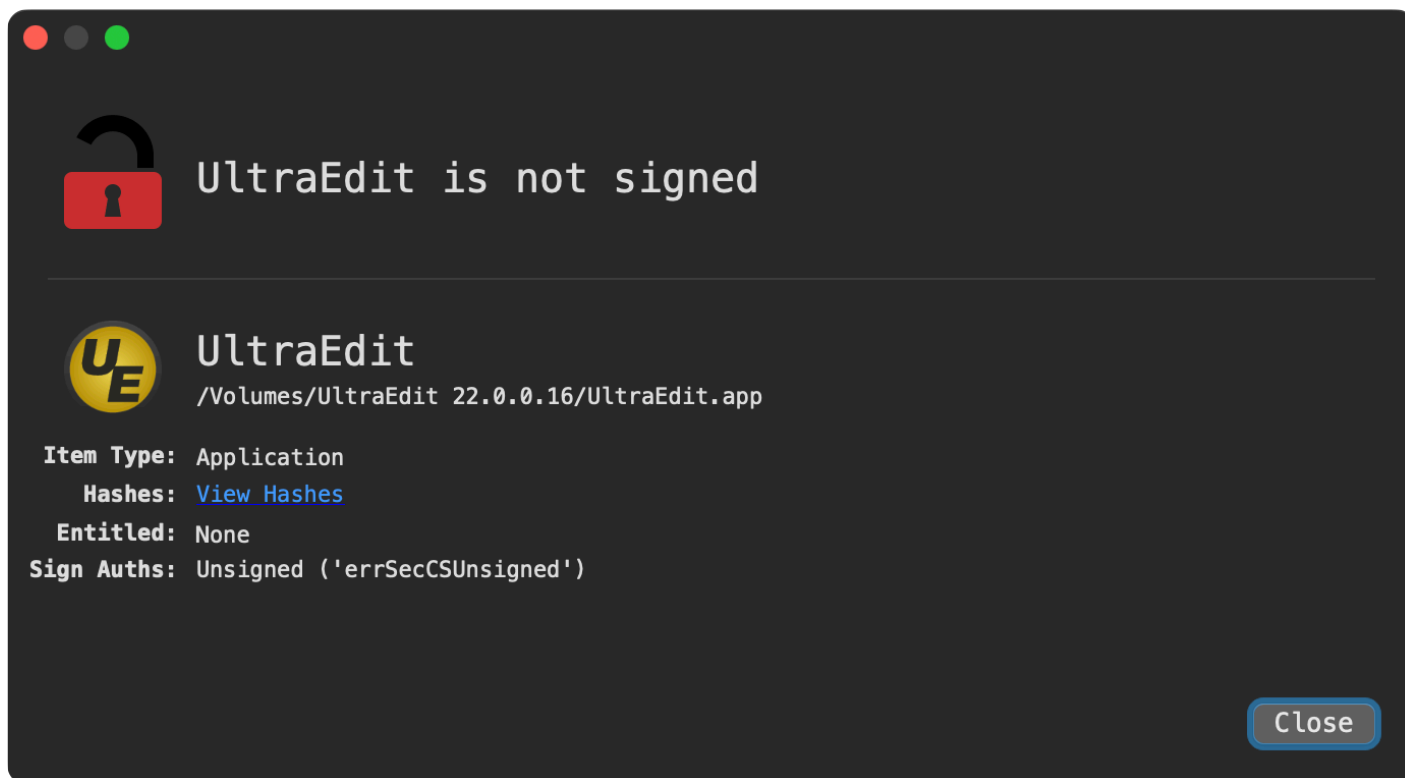 UltraEdit is not signed
UE
UltraEdit
/Volumes/UltraEdit 22.0.0.16/UltraEdit.app
Item Type: Application
Hashes: View Hashes
Entitled: None
Sign Auths: Unsigned ('errSecCSUnsigned')
Close